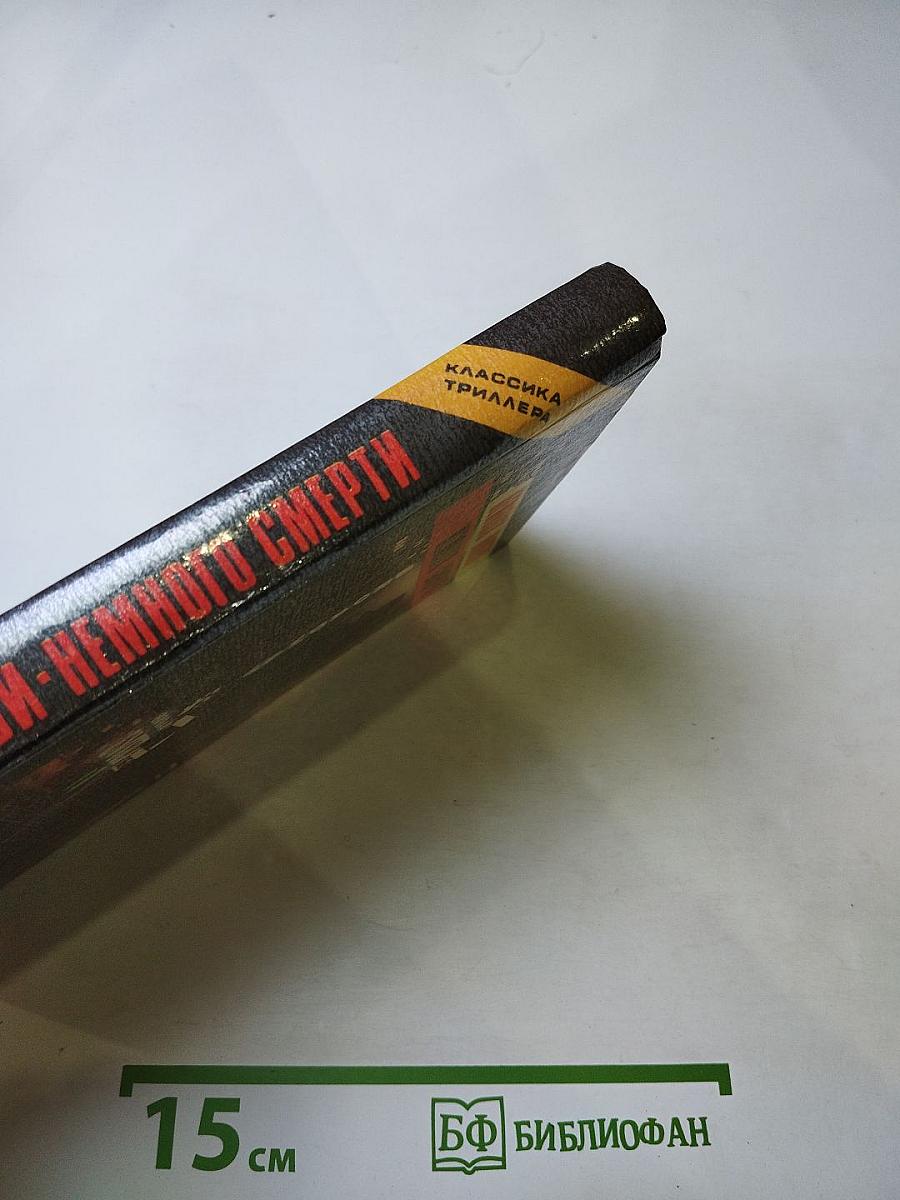 КЛАССИКА
ТРИЛЛЕРА
НЕМНОГО СМЕРТИ
15 см
БФ БИБЛИОФАН